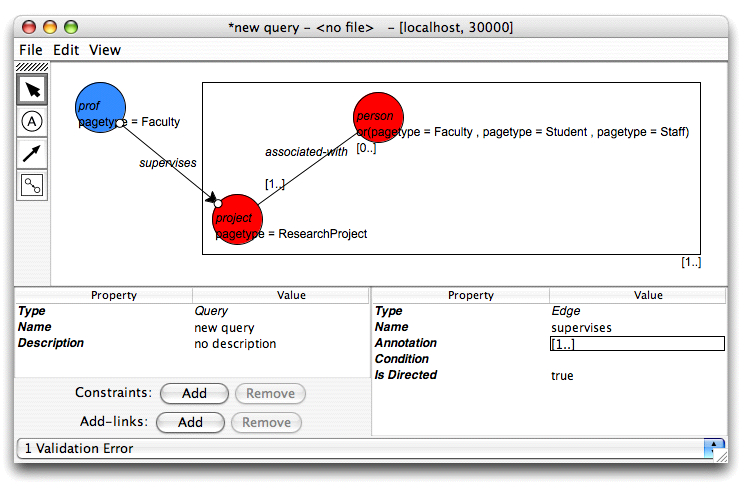 *new query – <no file>   – [localhost, 30000]
File Edit View
A
prof
pagetype = Faculty
supervises
person
or(pagetype = Faculty , pagetype = Student , pagetype = Staff)
[0..]
associated-with
[1..]
project
pagetype = ResearchProject
[1..]
Property Value
Type Query
Name new query
Description no description
Constraints: Add Remove
Add-links: Add Remove
Property Value
Type Edge
Name supervises
Annotation [1..]
Condition
Is Directed true
1 Validation Error